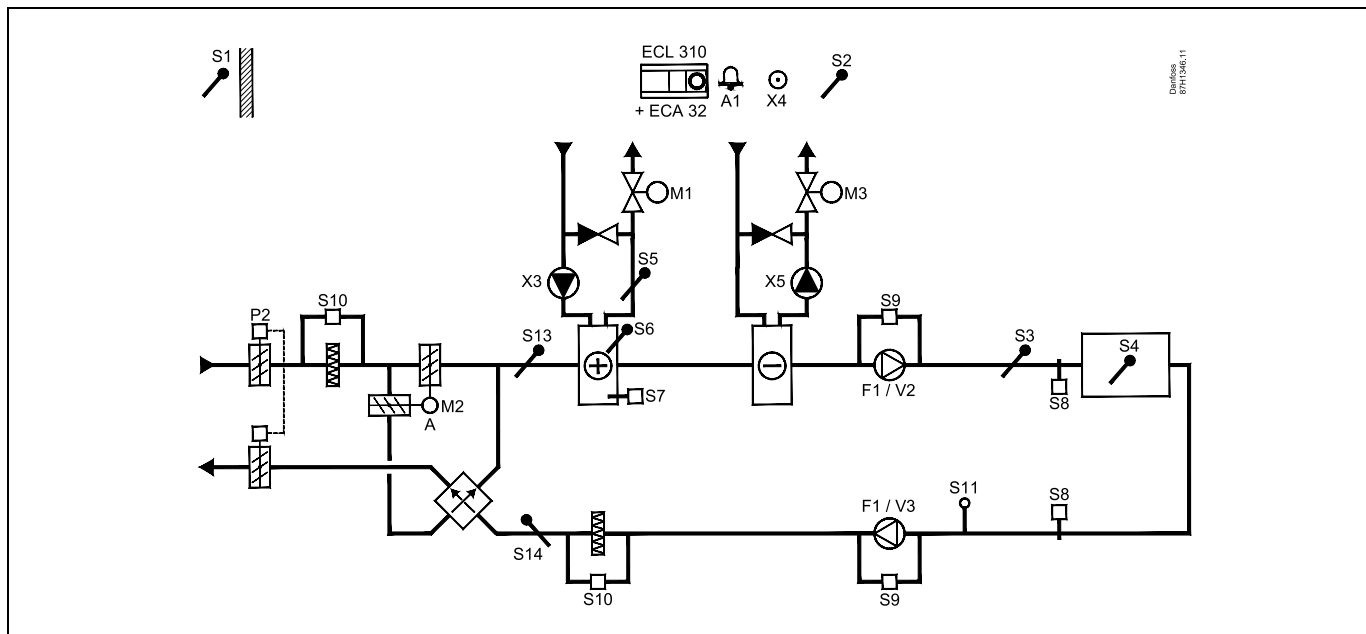 S1
ECL 310
+ ECA 32
A1
X4
S2
Danfoss
87H1346.11
M1
M3
S5
X3
X5
P2
S10
S13
S6
S9
S3
S4
S7
F1 / V2
S8
M2
A
S14
S10
F1 / V3
S11
S8
S9